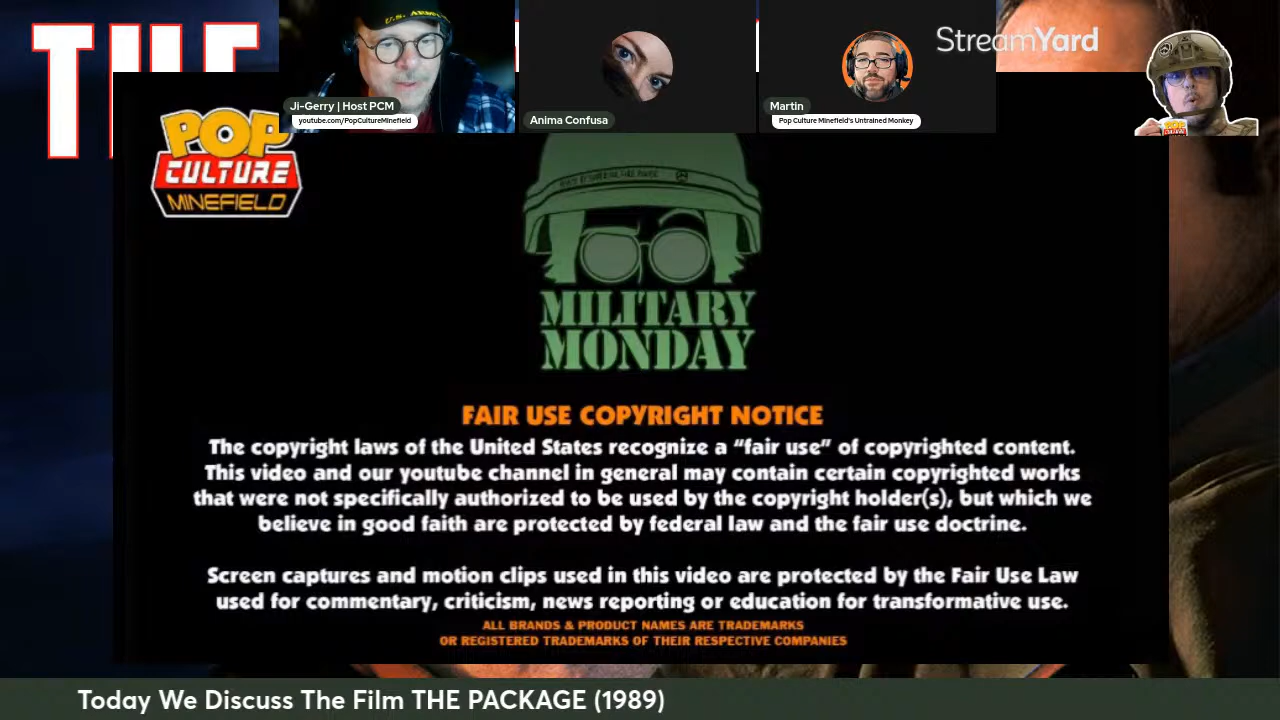 THE
StreamYard
U.S. ARMY
Ji-Gerry | Host PCM
youtube.com/PopCultureMinefield
Anima Confusa
Martin
Pop Culture Minefield's Untrained Monkey
POP
CULTURE
MINEFIELD
MILITARY
MONDAY
FAIR USE COPYRIGHT NOTICE
The copyright laws of the United States recognize a “fair use” of copyrighted content.
This video and our youtube channel in general may contain certain copyrighted works
that were not specifically authorized to be used by the copyright holder(s), but which we
believe in good faith are protected by federal law and the fair use doctrine.
Screen captures and motion clips used in this video are protected by the Fair Use Law
used for commentary, criticism, news reporting or education for transformative use.
ALL BRANDS & PRODUCT NAMES ARE TRADEMARKS
OR REGISTERED TRADEMARKS OF THEIR RESPECTIVE COMPANIES
Today We Discuss The Film THE PACKAGE (1989)